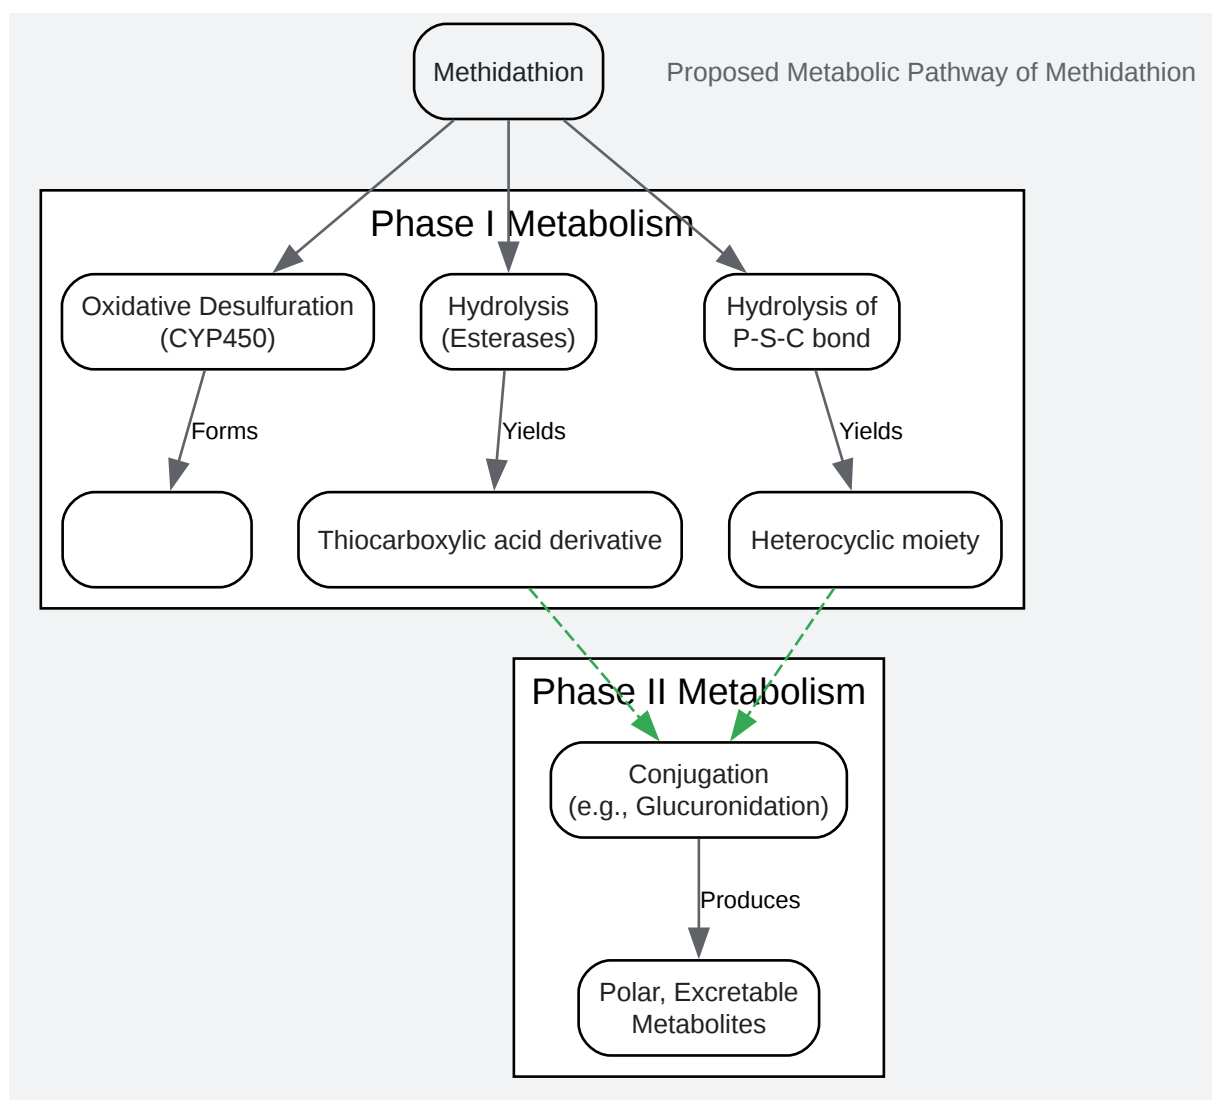 Methidathion
Proposed Metabolic Pathway of Methidathion
Phase I Metabolism
Oxidative Desulfuration
(CYP450)
Hydrolysis
(Esterases)
Hydrolysis of
P-S-C bond
Forms
Yields
Yields
Thiocarboxylic acid derivative
Heterocyclic moiety
Phase II Metabolism
Conjugation
(e.g., Glucuronidation)
Produces
Polar, Excretable
Metabolites